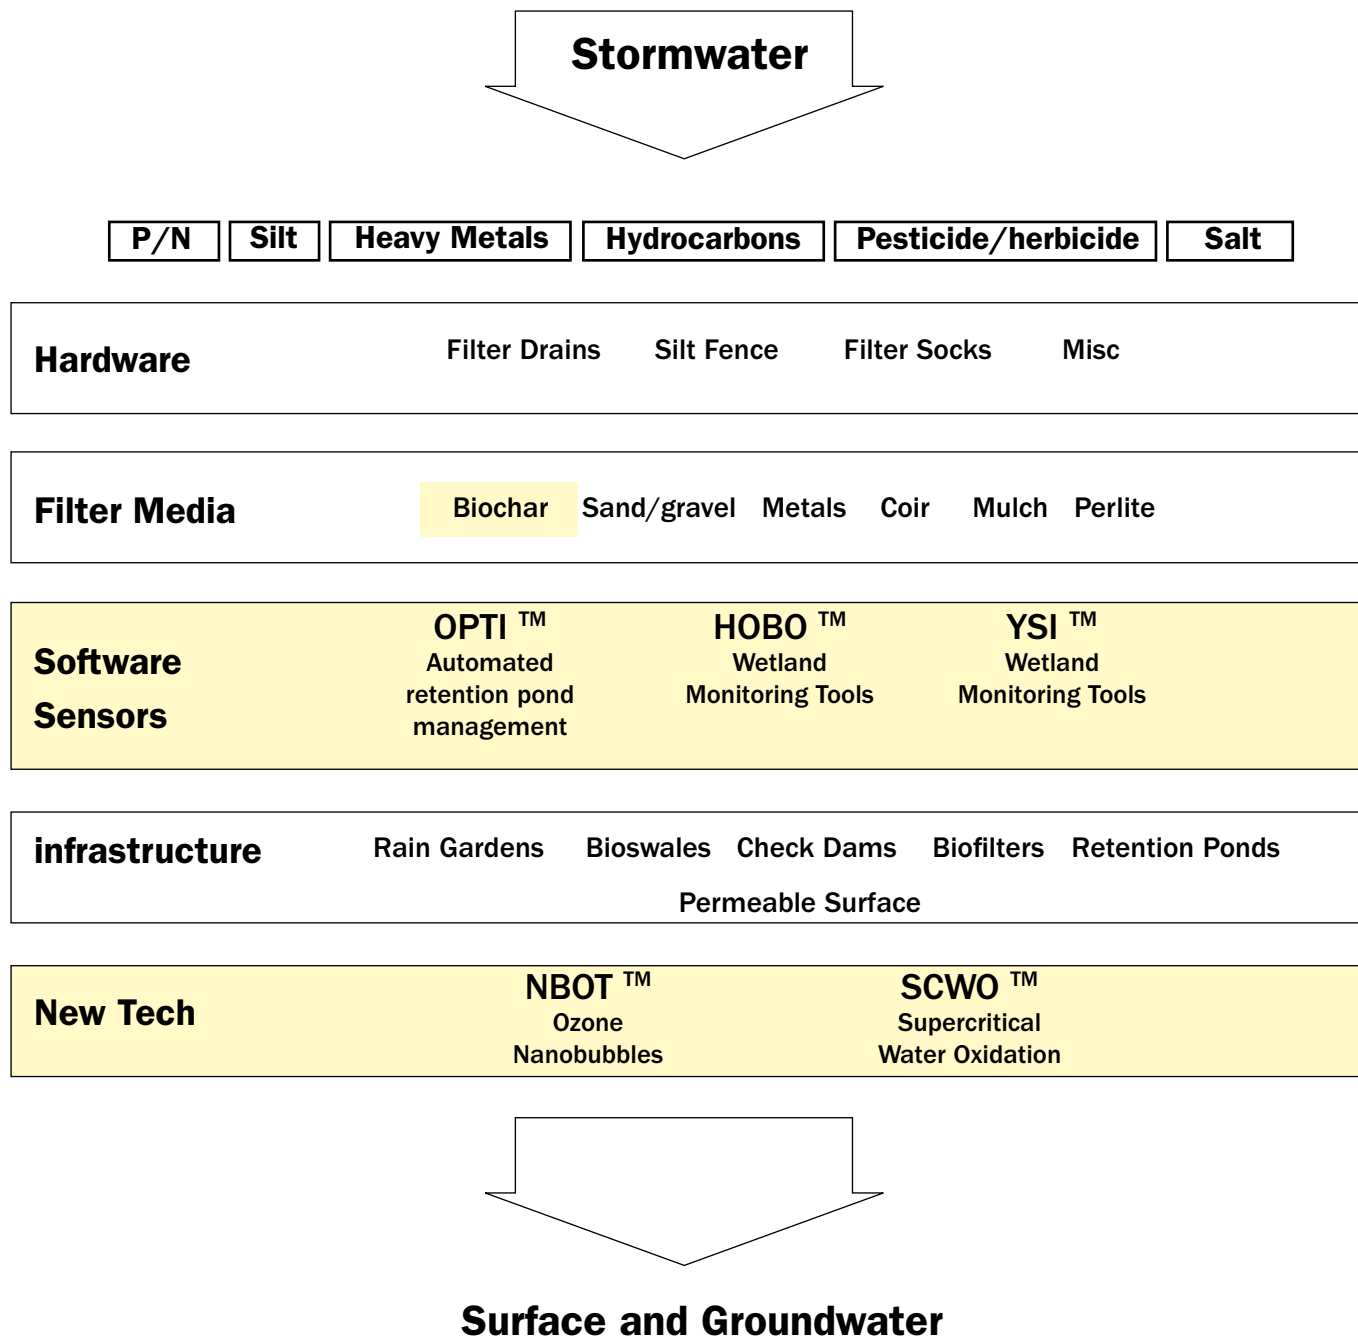 Stormwater
P/N Silt Heavy Metals Hydrocarbons Pesticide/herbicide Salt
Hardware Filter Drains Silt Fence Filter Socks Misc
Filter Media Biochar Sand/gravel Metals Coir Mulch Perlite
Software
Sensors
OPTI ™
Automated
retention pond
management
HOBO ™
Wetland
Monitoring Tools
YSI ™
Wetland
Monitoring Tools
infrastructure Rain Gardens Bioswales Check Dams Biofilters Retention Ponds
Permeable Surface
New Tech
NBOT ™
Ozone
Nanobubbles
SCWO ™
Supercritical
Water Oxidation
Surface and Groundwater